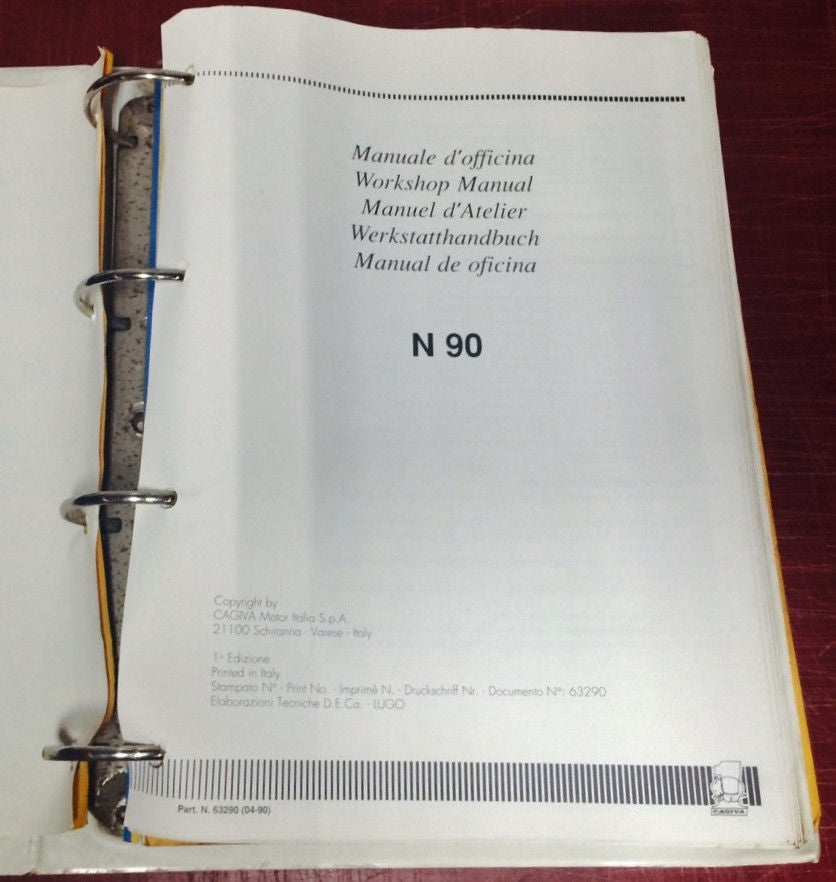 Manuale d'officina
Workshop Manual
Manuel d'Atelier
Werkstatthandbuch
Manual de oficina
N 90
Copyright by
CAGIVA Motor Italia S.p.A.
21100 Schiranna - Varese - Italy
1ª Edizione
Printed in Italy
Stampato N° - Print No. - Imprimé N. - Druckschrift Nr. - Documento N°: 63290
Elaborazioni Tecniche D.E.Ca. - LUGO
CAGIVA
Part. N. 63290 (04-90)